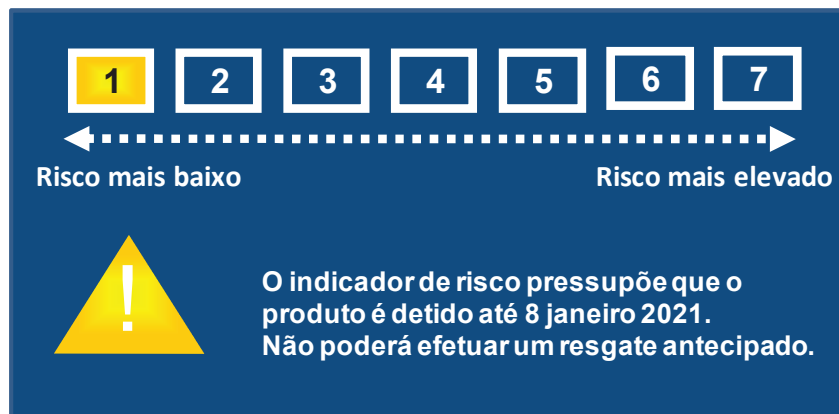 1 2 3 4 5 6 7
Risco mais baixo Risco mais elevado
!
O indicador de risco pressupõe que o
produto é detido até 8 janeiro 2021.
Não poderá efetuar um resgate antecipado.